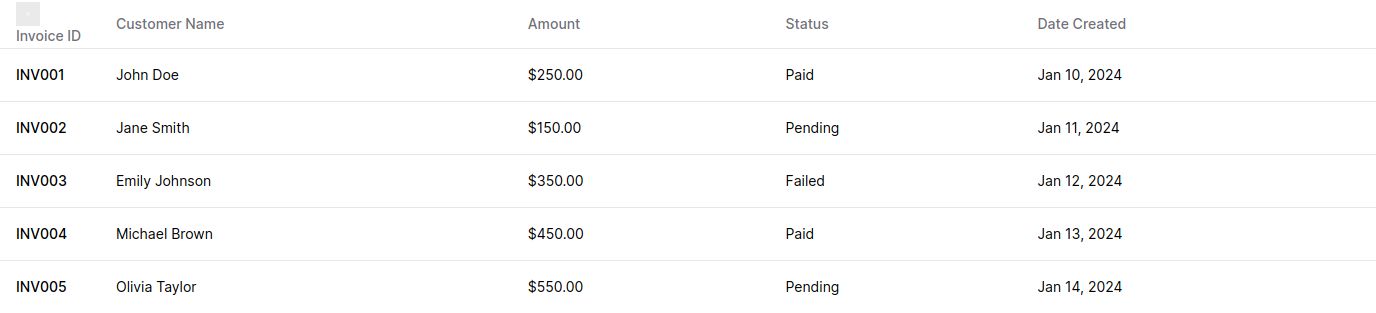 Invoice ID Customer Name Amount Status Date Created
INV001 John Doe $250.00 Paid Jan 10, 2024
INV002 Jane Smith $150.00 Pending Jan 11, 2024
INV003 Emily Johnson $350.00 Failed Jan 12, 2024
INV004 Michael Brown $450.00 Paid Jan 13, 2024
INV005 Olivia Taylor $550.00 Pending Jan 14, 2024